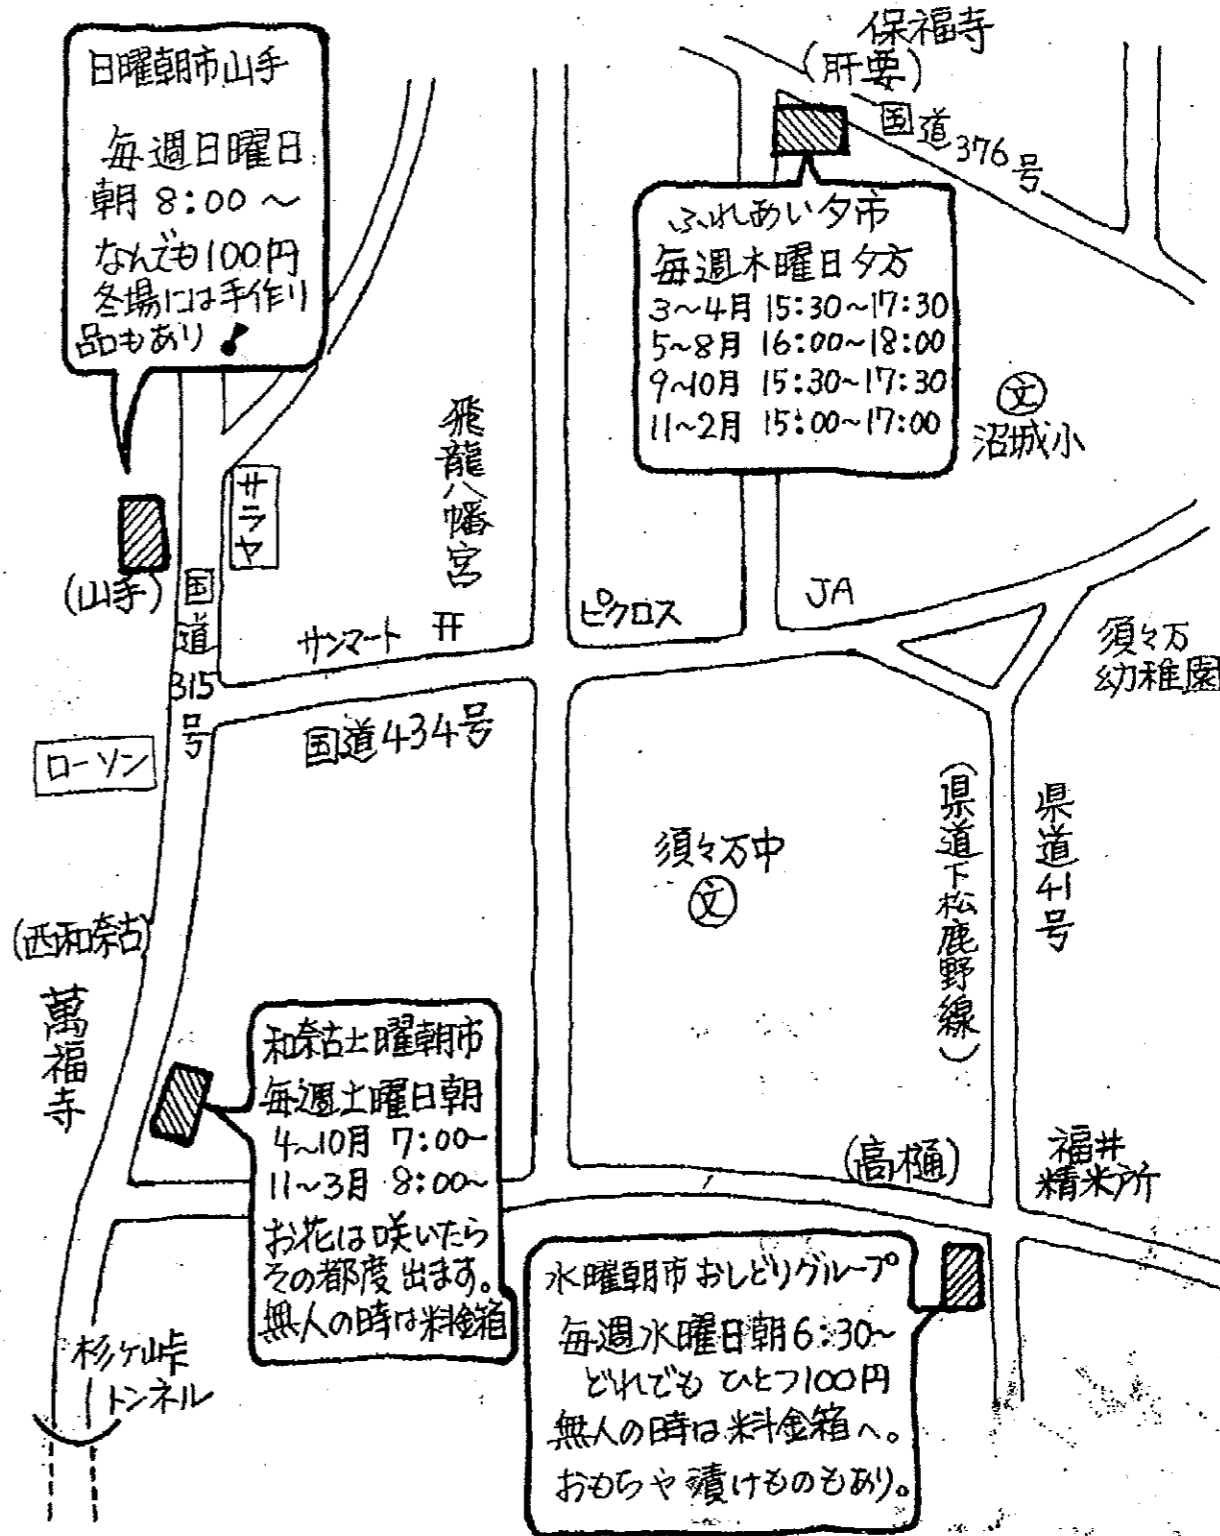 日曜朝市山手
毎週日曜日
朝 8:00 ～
なんでも100円
冬場には手作り
品もあり！
保福寺
(肝要)
国道376号
ふれあい夕市
毎週木曜日夕方
3～4月 15:30～17:30
5～8月 16:00～18:00
9～10月 15:30～17:30
11～2月 15:00～17:00
文
沼城小
飛龍八幡宮
サラヤ
(山手)
国道315号
サンマート
ピクロス
JA
須々万
幼稚園
国道434号
ローソン
須々万中
文
(県道下松鹿野線)
県道41号
(西和奈古)
萬福寺
和奈古土曜朝市
毎週土曜日朝
4～10月 7:00～
11～3月 8:00～
お花は咲いたら
その都度出ます。
無人の時は料金箱
(高樋)
福井
精米所
水曜朝市おしどりグループ
毎週水曜日朝6:30～
どれでも ひとつ100円
無人の時は料金箱へ。
おもちゃ漬けものもあり。
杉ヶ峠
トンネル